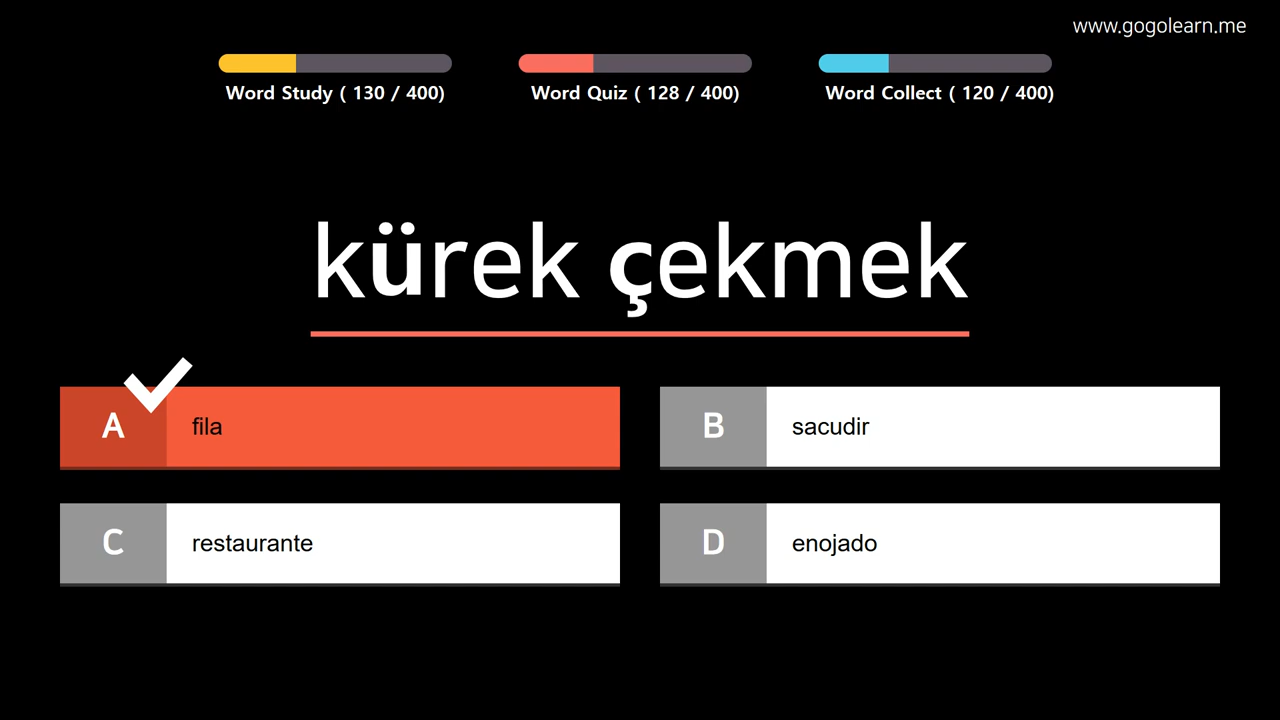 www.gogolearn.me
Word Study ( 130 / 400)
Word Quiz ( 128 / 400)
Word Collect ( 120 / 400)
kürek çekmek
A fila
B sacudir
C restaurante
D enojado